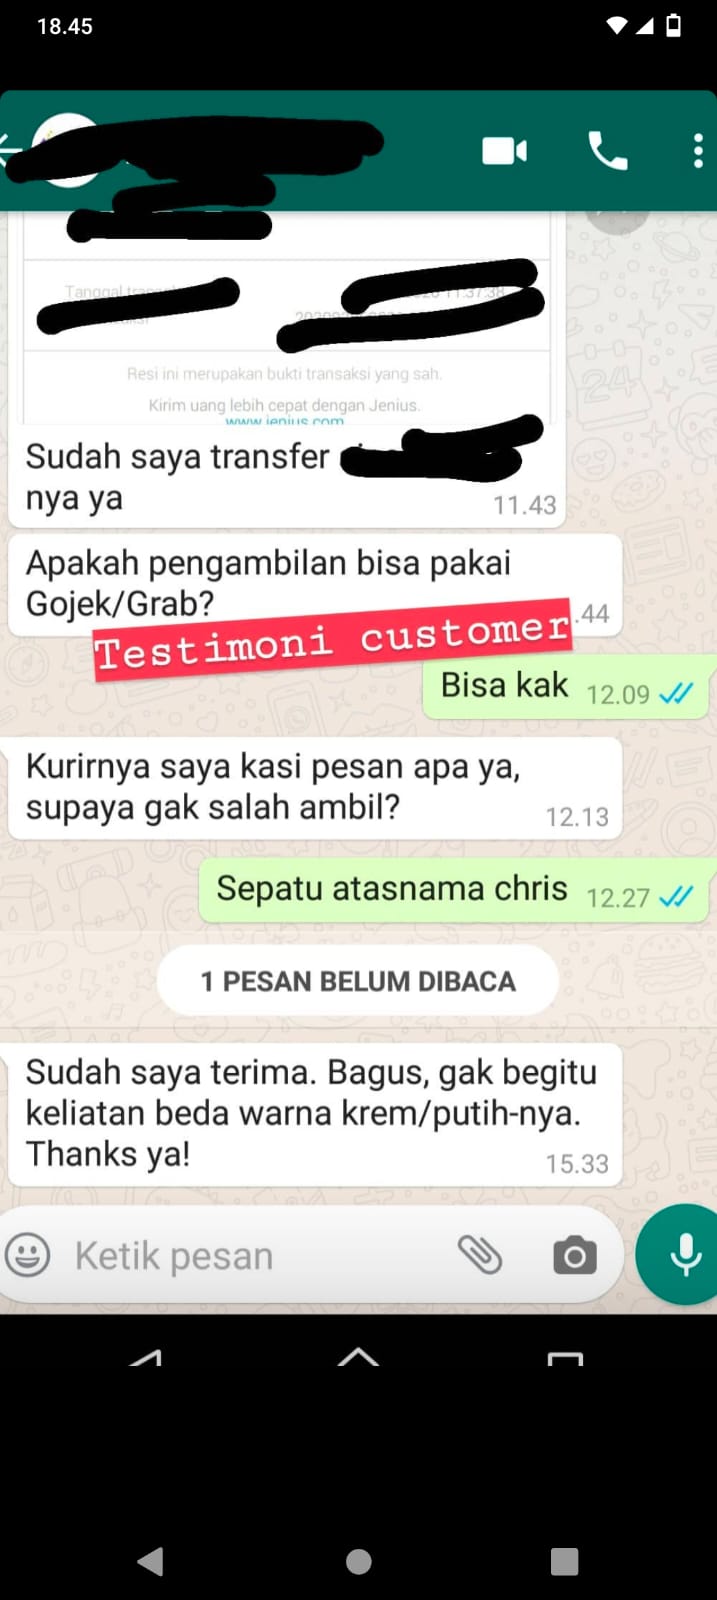 18.45
Tanggal
11:37:38
Resi ini merupakan bukti transaksi yang sah.
Kirim uang lebih cepat dengan Jenius.
www.jenius.com
Sudah saya transfer
nya ya
11.43
Apakah pengambilan bisa pakai
Gojek/Grab?
.44
Testimoni customer
Bisa kak 12.09
Kurirnya saya kasi pesan apa ya,
supaya gak salah ambil?
12.13
Sepatu atasnama chris 12.27
1 PESAN BELUM DIBACA
Sudah saya terima. Bagus, gak begitu
keliatan beda warna krem/putih-nya.
Thanks ya!
15.33
Ketik pesan